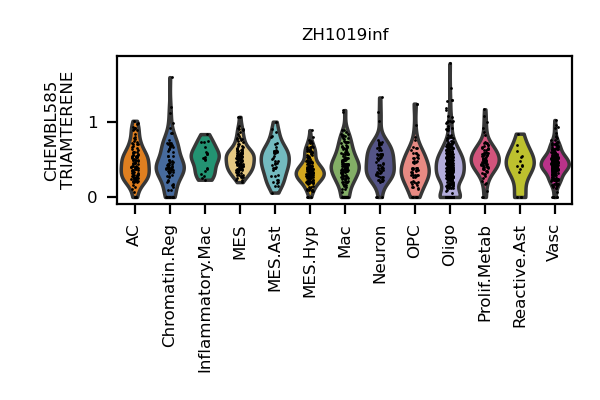 ZH1019inf
CHEMBL585
TRIAMTERENE
1
0
AC
Chromatin.Reg
Inflammatory.Mac
MES
MES.Ast
MES.Hyp
Mac
Neuron
OPC
Oligo
Prolif.Metab
Reactive.Ast
Vasc